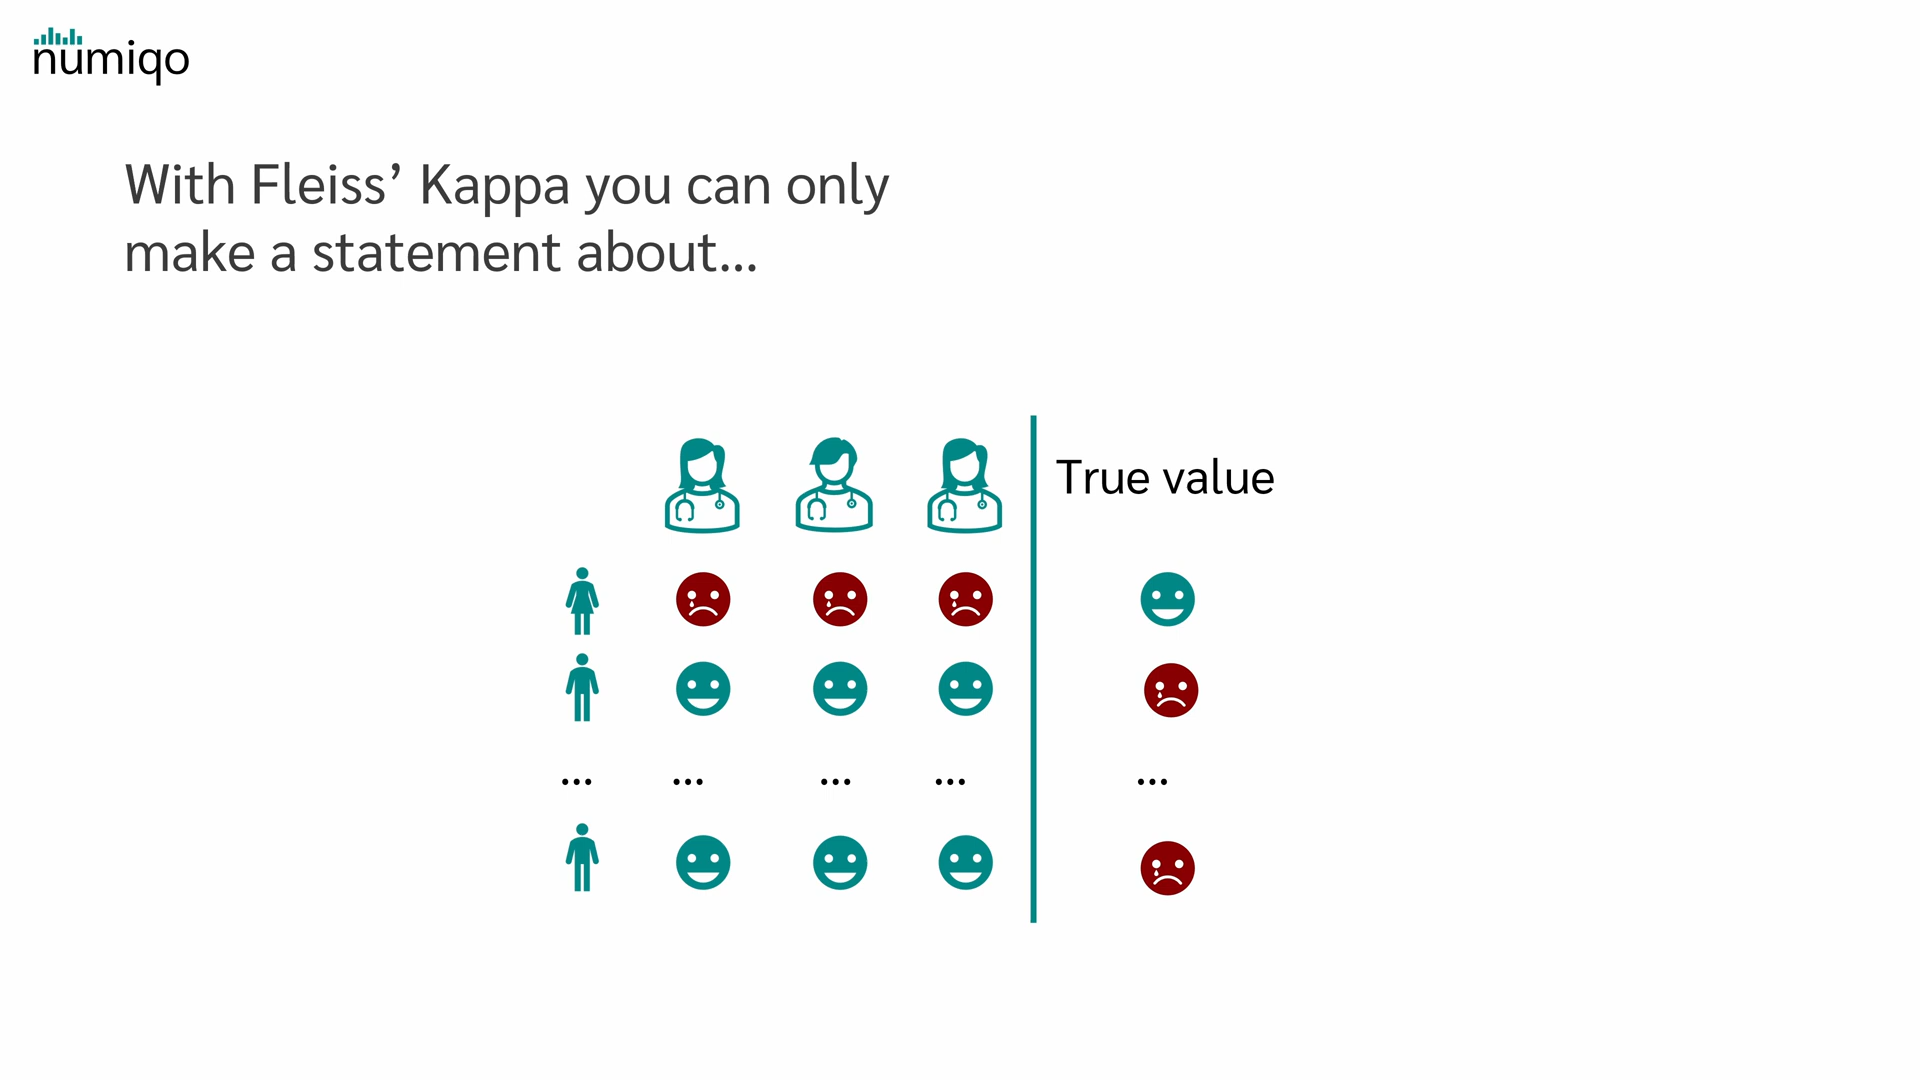 numiqo
With Fleiss’ Kappa you can only
make a statement about...
True value
... ... ... ... ...